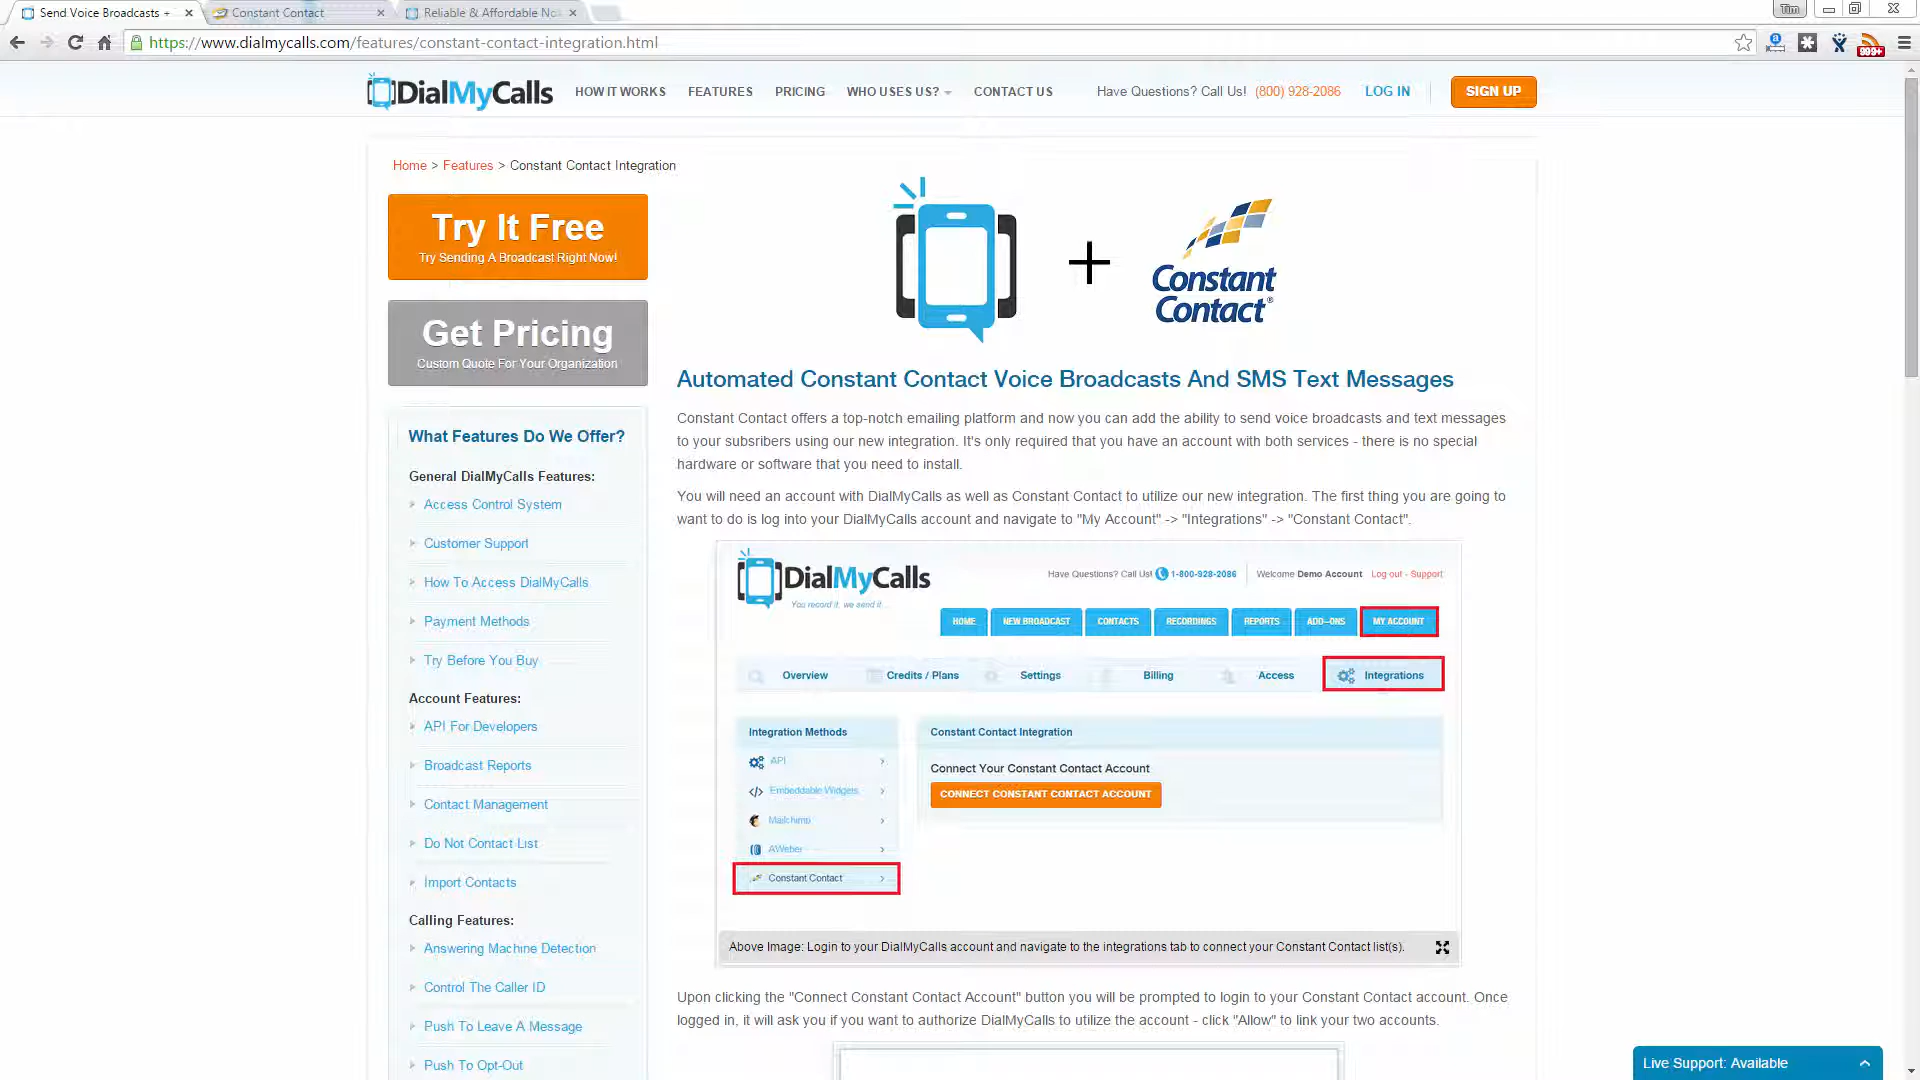 Send Voice Broadcasts +
Constant Contact
Reliable & Affordable No
Tim
https://www.dialmycalls.com/features/constant-contact-integration.html
999+
DialMyCalls
HOW IT WORKS
FEATURES
PRICING
WHO USES US?
CONTACT US
Have Questions? Call Us! (800) 928-2086
LOG IN
SIGN UP
Home > Features > Constant Contact Integration
Try It Free
Try Sending A Broadcast Right Now!
Get Pricing
Custom Quote For Your Organization
What Features Do We Offer?
General DialMyCalls Features:
Access Control System
Customer Support
How To Access DialMyCalls
Payment Methods
Try Before You Buy
Account Features:
API For Developers
Broadcast Reports
Contact Management
Do Not Contact List
Import Contacts
Calling Features:
Answering Machine Detection
Control The Caller ID
Push To Leave A Message
Push To Opt-Out
+
Constant
Contact®
Automated Constant Contact Voice Broadcasts And SMS Text Messages
Constant Contact offers a top-notch emailing platform and now you can add the ability to send voice broadcasts and text messages
to your subsribers using our new integration. It's only required that you have an account with both services - there is no special
hardware or software that you need to install.
You will need an account with DialMyCalls as well as Constant Contact to utilize our new integration. The first thing you are going to
want to do is log into your DialMyCalls account and navigate to "My Account" -> "Integrations" -> "Constant Contact".
DialMyCalls
You record it, we send it...
Have Questions? Call Us! 1-800-928-2086
Welcome Demo Account
Log out - Support
HOME
NEW BROADCAST
CONTACTS
RECORDINGS
REPORTS
ADD-ONS
MY ACCOUNT
Overview
Credits / Plans
Settings
Billing
Access
Integrations
Integration Methods
API
Embeddable Widgets
Mailchimp
AWeber
Constant Contact
Constant Contact Integration
Connect Your Constant Contact Account
CONNECT CONSTANT CONTACT ACCOUNT
Above Image: Login to your DialMyCalls account and navigate to the integrations tab to connect your Constant Contact list(s).
Upon clicking the "Connect Constant Contact Account" button you will be prompted to login to your Constant Contact account. Once
logged in, it will ask you if you want to authorize DialMyCalls to utilize the account - click "Allow" to link your two accounts.
Live Support: Available